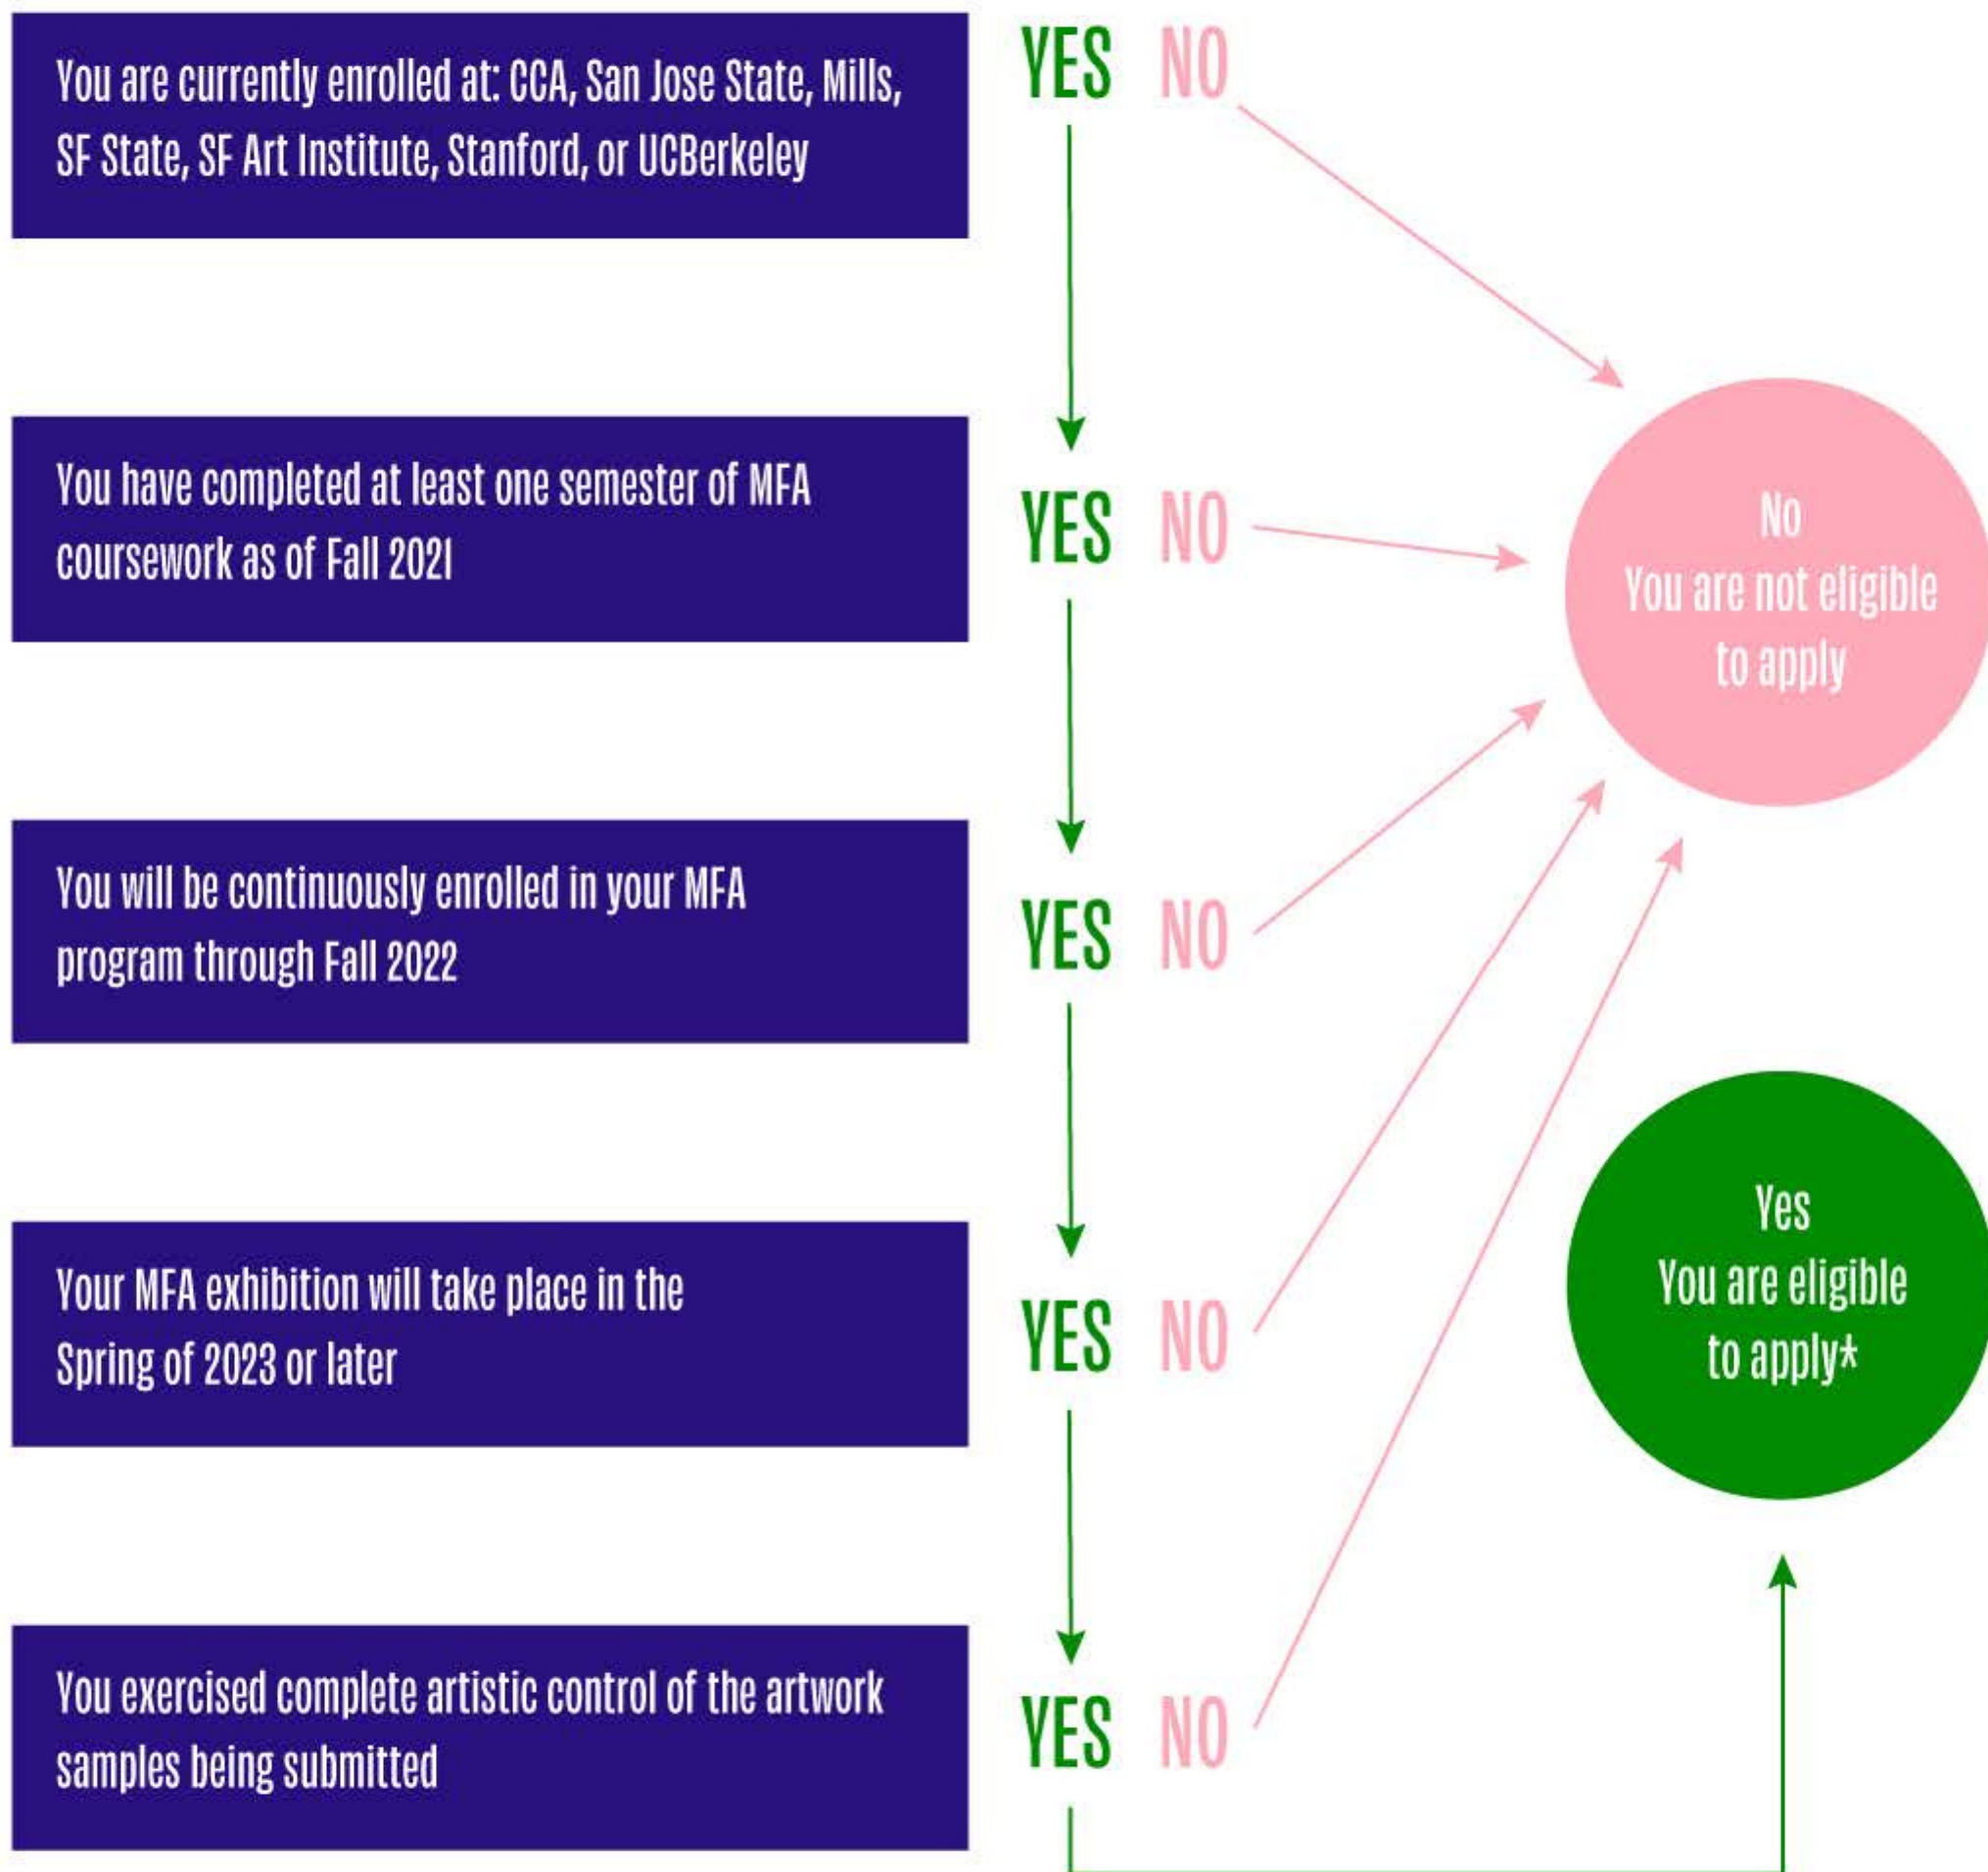 You are currently enrolled at: CCA, San Jose State, Mills,
SF State, SF Art Institute, Stanford, or UCBerkeley
YES NO
You have completed at least one semester of MFA
coursework as of Fall 2021
YES NO
No
You are not eligible
to apply
You will be continuously enrolled in your MFA
program through Fall 2022
YES NO
Your MFA exhibition will take place in the
Spring of 2023 or later
YES NO
Yes
You are eligible
to apply*
You exercised complete artistic control of the artwork
samples being submitted
YES NO